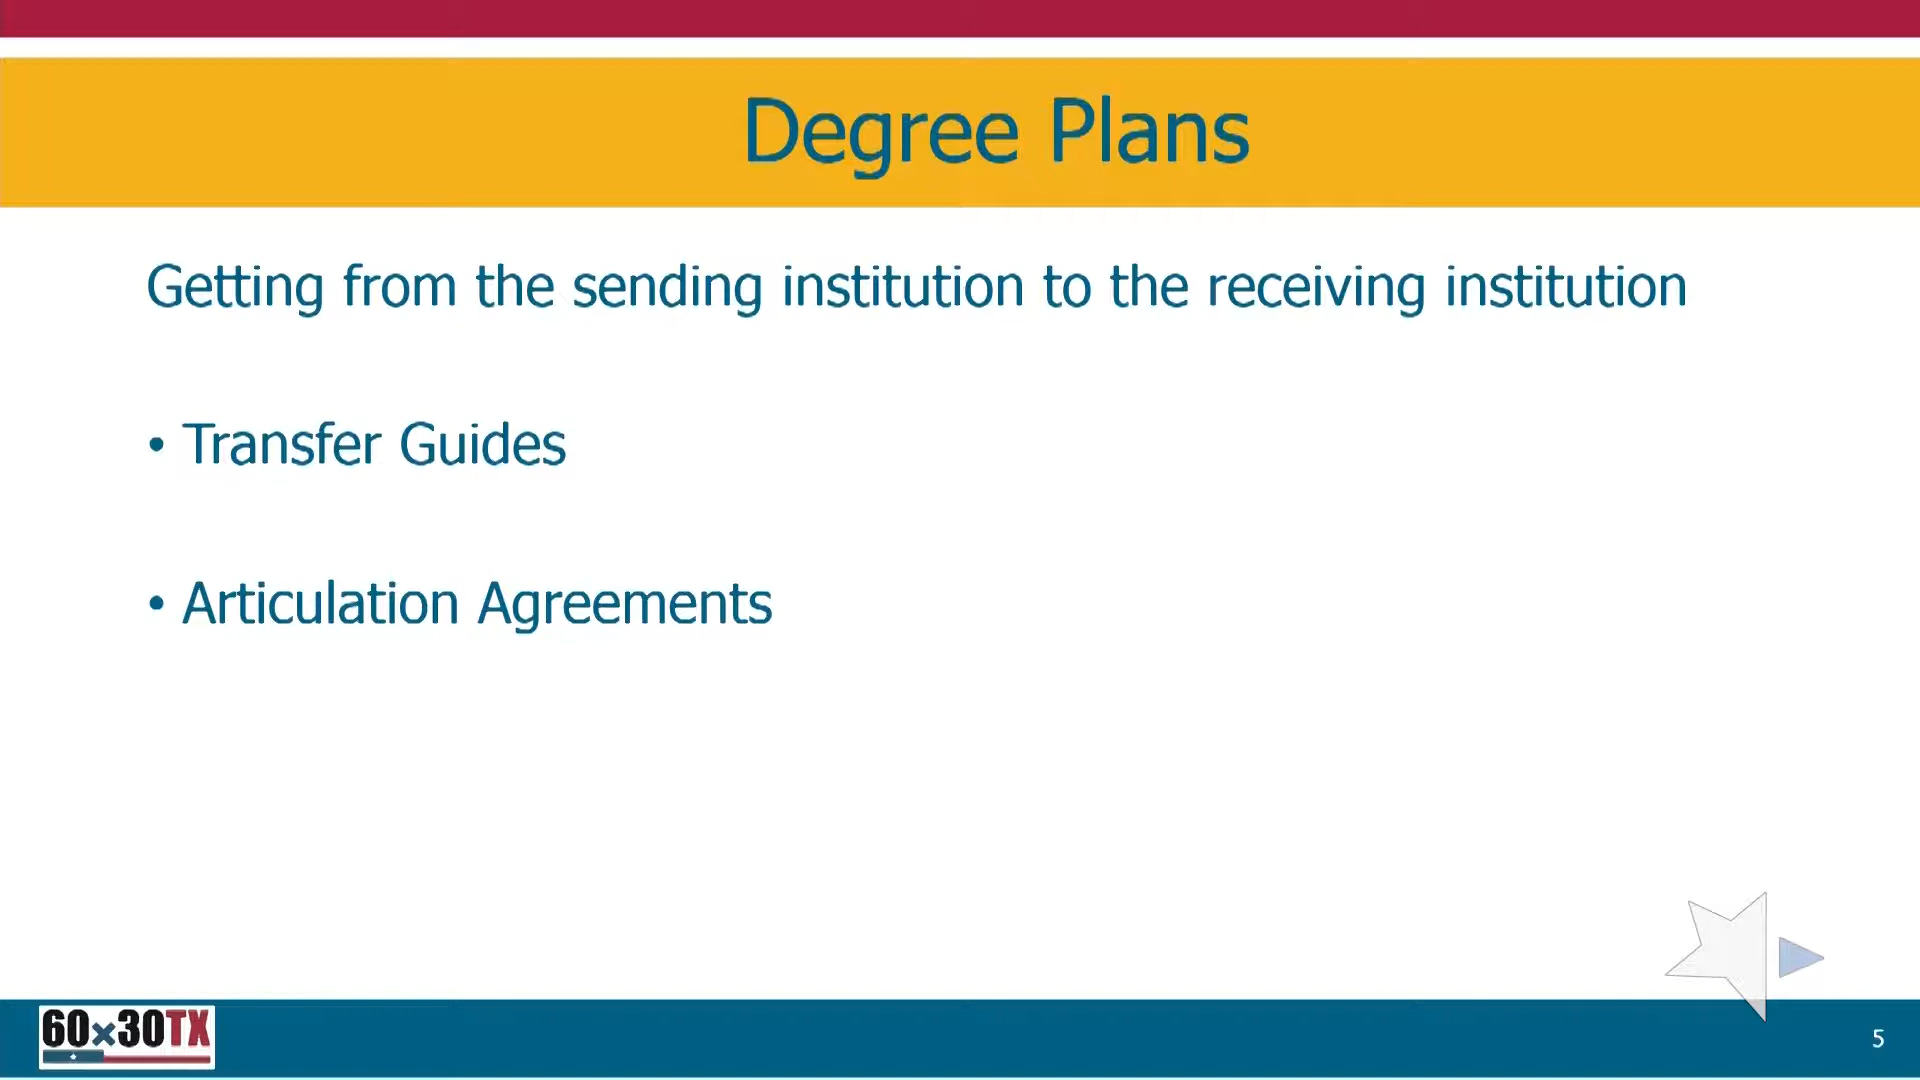 Degree Plans
Getting from the sending institution to the receiving institution
• Transfer Guides
• Articulation Agreements
60x30TX
5